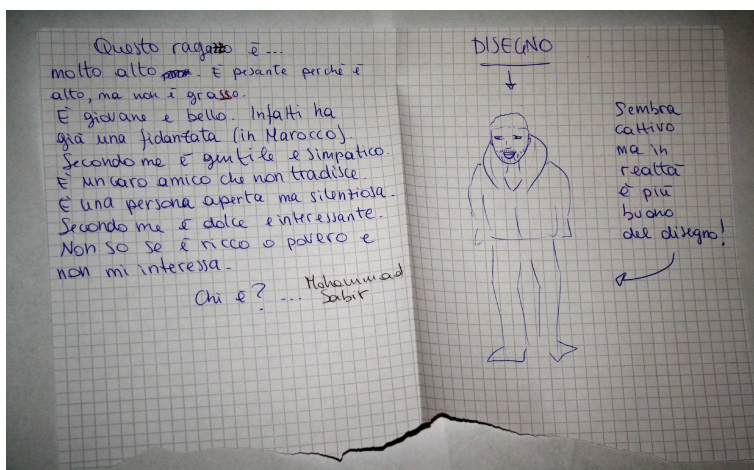 Questo ragazzo è...
molto alto. È pesante perché è
alto, ma non è grasso.
È giovane e bello. Infatti ha
già una fidanzata (in Marocco).
Secondo me è gentile e simpatico.
È un caro amico che non tradisce.
È una persona aperta ma silenziosa.
Secondo me è dolce e interessante.
Non so se è ricco o povero e
non mi interessa.
Chi è? ... Mohammad
Sabir
DISEGNO
Sembra
cattivo
ma in
realtà
è più
buono
del disegno!